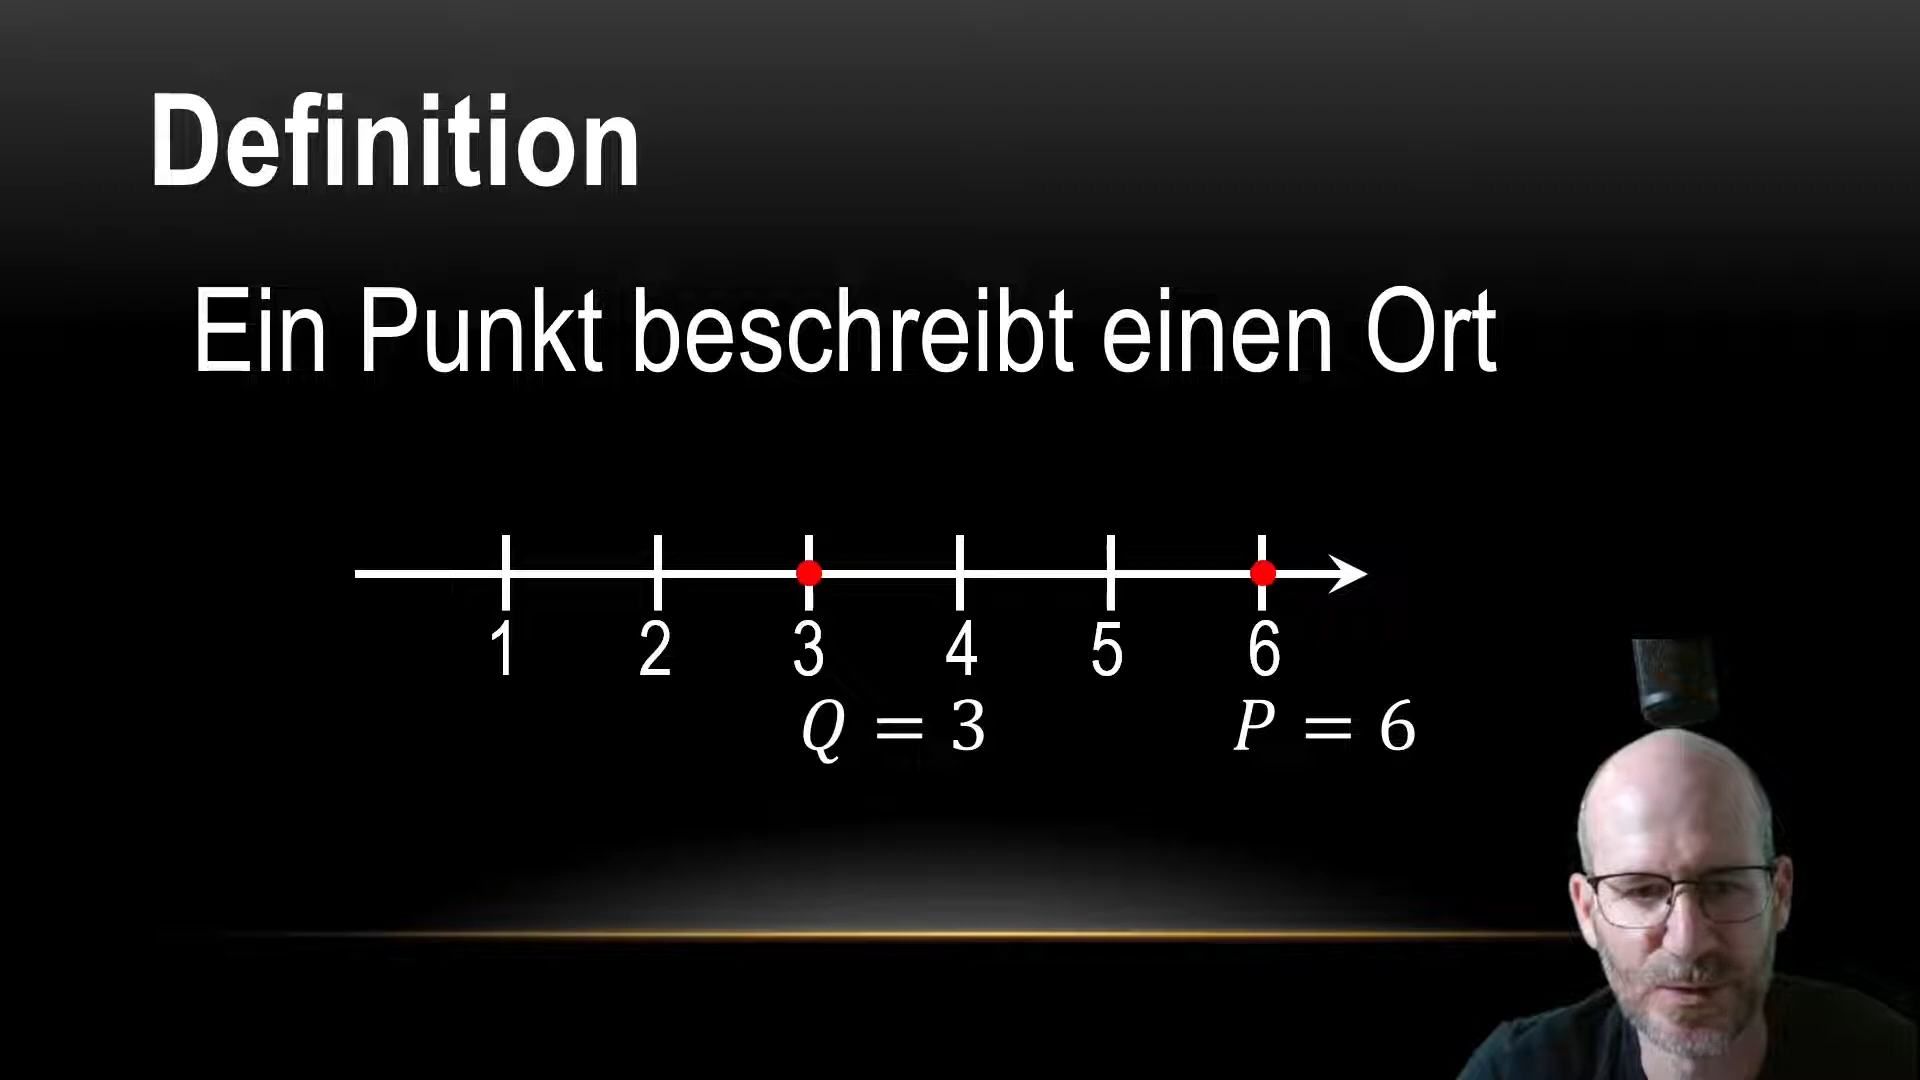 Definition
Ein Punkt beschreibt einen Ort
1 2 3 4 5 6
Q = 3 P = 6